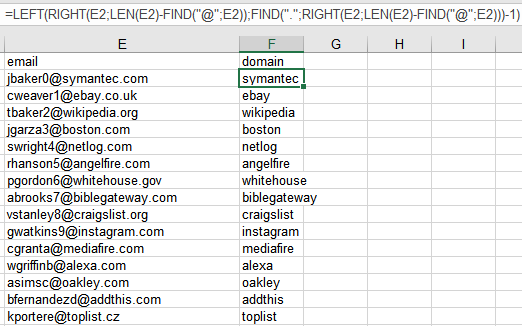 =LEFT(RIGHT(E2;LEN(E2)-FIND("@";E2));FIND(".";RIGHT(E2;LEN(E2)-FIND("@";E2)))-1)
E F G H I
email domain
jbaker0@symantec.com symantec
cweaver1@ebay.co.uk ebay
tbaker2@wikipedia.org wikipedia
jgarza3@boston.com boston
swright4@netlog.com netlog
rhanson5@angelfire.com angelfire
pgordon6@whitehouse.gov whitehouse
abrooks7@biblegateway.com biblegateway
vstanley8@craigslist.org craigslist
gwatkins9@instagram.com instagram
cgranta@mediafire.com mediafire
wgriffinb@alexa.com alexa
asimsc@oakley.com oakley
bfernandezd@addthis.com addthis
kportere@toplist.cz toplist